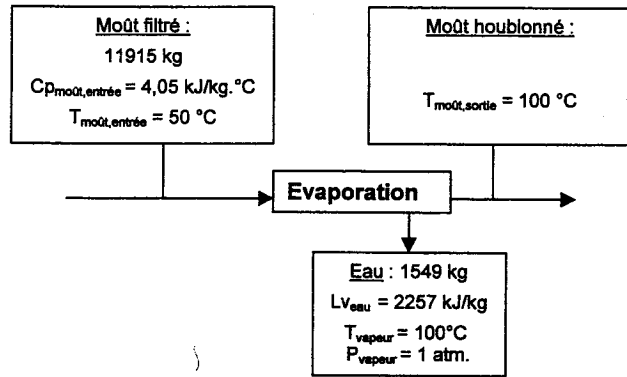 Moût filtré :
11915 kg
Cpmoût,entrée = 4,05 kJ/kg.°C
Tmoût,entrée = 50 °C
Moût houblonné :
Tmoût,sortie = 100 °C
Evaporation
Eau : 1549 kg
Lveau = 2257 kJ/kg
Tvapeur = 100°C
Pvapeur = 1 atm.